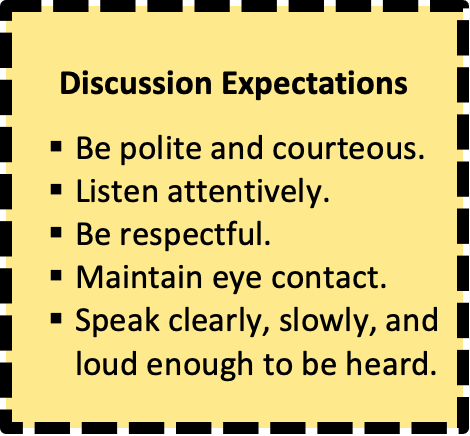 Discussion Expectations
▪ Be polite and courteous.
▪ Listen attentively.
▪ Be respectful.
▪ Maintain eye contact.
▪ Speak clearly, slowly, and
loud enough to be heard.